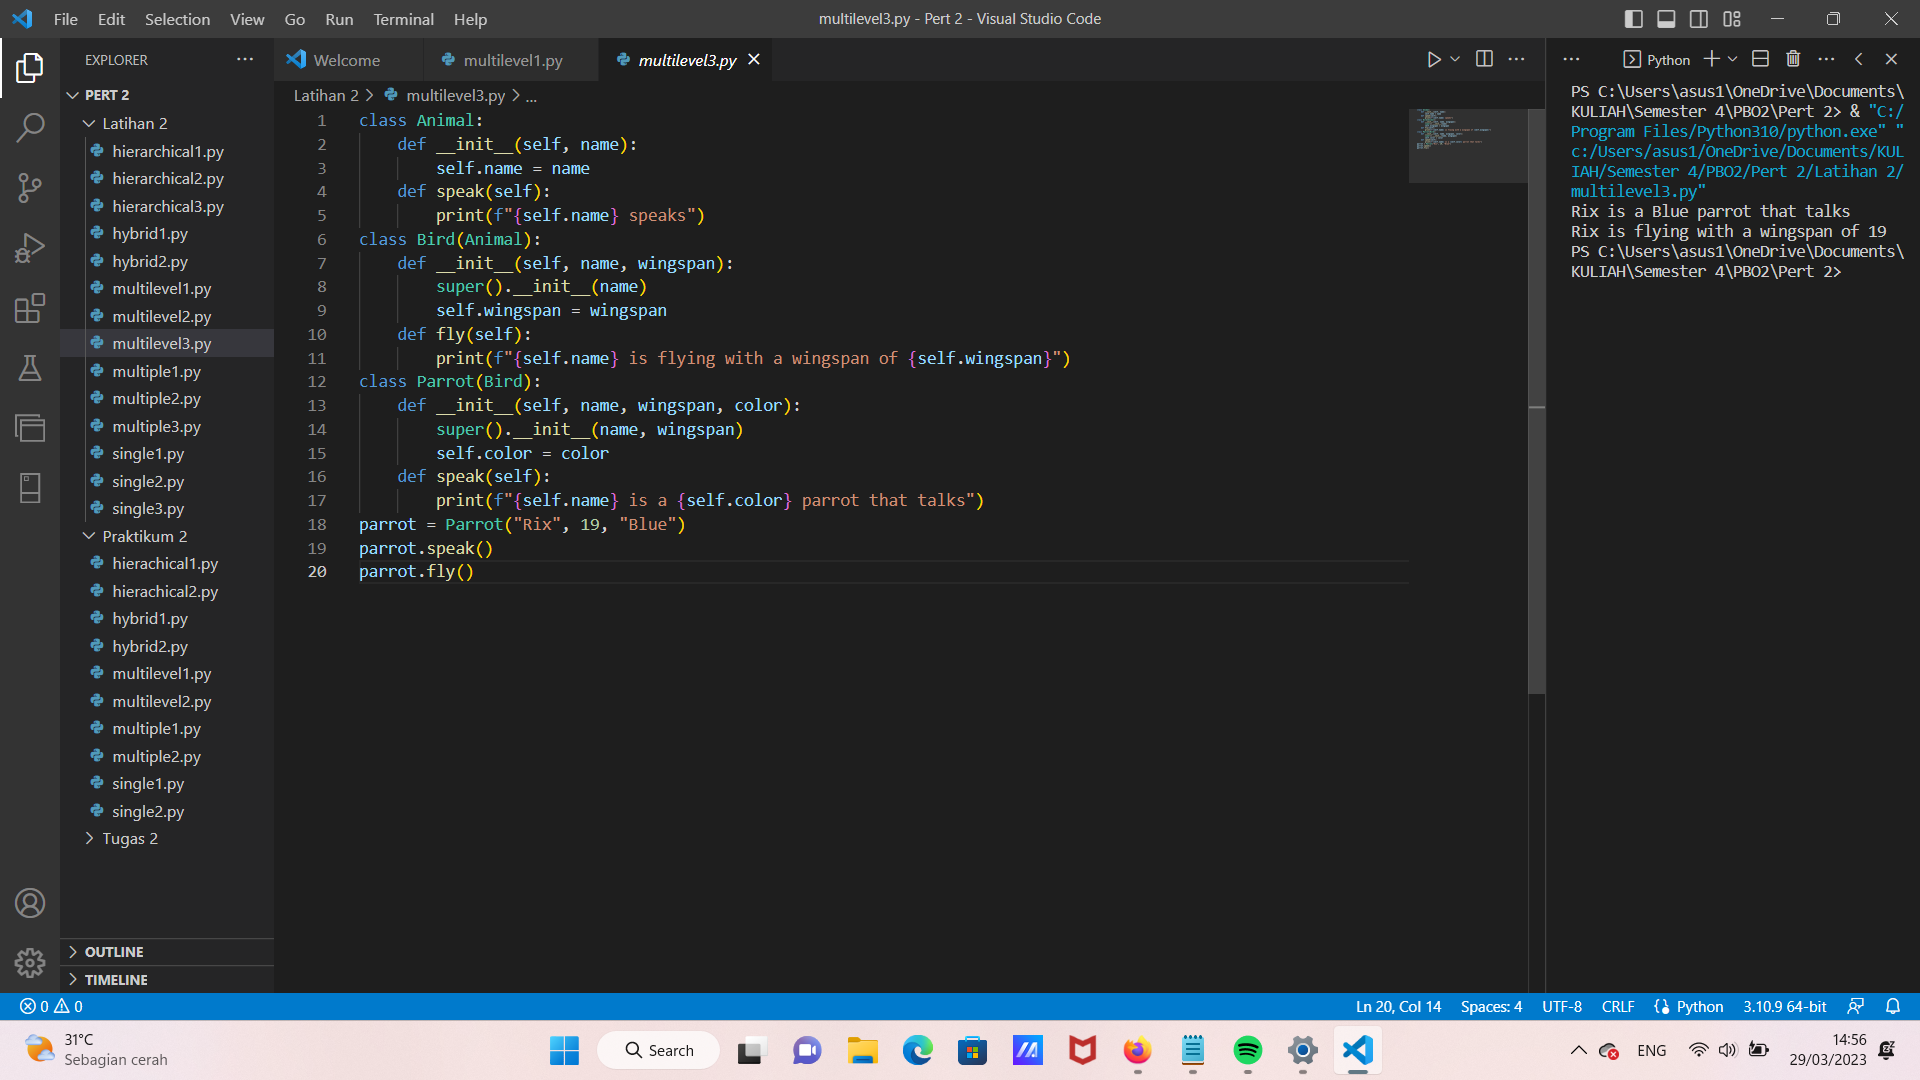 File Edit Selection View Go Run Terminal Help
multilevel3.py - Pert 2 - Visual Studio Code
EXPLORER
PERT 2
Latihan 2
hierarchical1.py
hierarchical2.py
hierarchical3.py
hybrid1.py
hybrid2.py
multilevel1.py
multilevel2.py
multilevel3.py
multiple1.py
multiple2.py
multiple3.py
single1.py
single2.py
single3.py
Praktikum 2
hierachical1.py
hierachical2.py
hybrid1.py
hybrid2.py
multilevel1.py
multilevel2.py
multiple1.py
multiple2.py
single1.py
single2.py
Tugas 2
OUTLINE
TIMELINE
Welcome multilevel1.py multilevel3.py
Latihan 2 > multilevel3.py > ...
1 class Animal:
2     def __init__(self, name):
3         self.name = name
4     def speak(self):
5         print(f"{self.name} speaks")
6 class Bird(Animal):
7     def __init__(self, name, wingspan):
8         super().__init__(name)
9         self.wingspan = wingspan
10     def fly(self):
11         print(f"{self.name} is flying with a wingspan of {self.wingspan}")
12 class Parrot(Bird):
13     def __init__(self, name, wingspan, color):
14         super().__init__(name, wingspan)
15         self.color = color
16     def speak(self):
17         print(f"{self.name} is a {self.color} parrot that talks")
18 parrot = Parrot("Rix", 19, "Blue")
19 parrot.speak()
20 parrot.fly()
Python
PS C:\Users\asus1\OneDrive\Documents\
KULIAH\Semester 4\PBO2\Pert 2> & "C:/
Program Files/Python310/python.exe" "
c:/Users/asus1/OneDrive/Documents/KUL
IAH/Semester 4/PBO2/Pert 2/Latihan 2/
multilevel3.py"
Rix is a Blue parrot that talks
Rix is flying with a wingspan of 19
PS C:\Users\asus1\OneDrive\Documents\
KULIAH\Semester 4\PBO2\Pert 2>
0 0
Ln 20, Col 14 Spaces: 4 UTF-8 CRLF Python 3.10.9 64-bit
31°C
Sebagian cerah
Search
ENG
14:56
29/03/2023